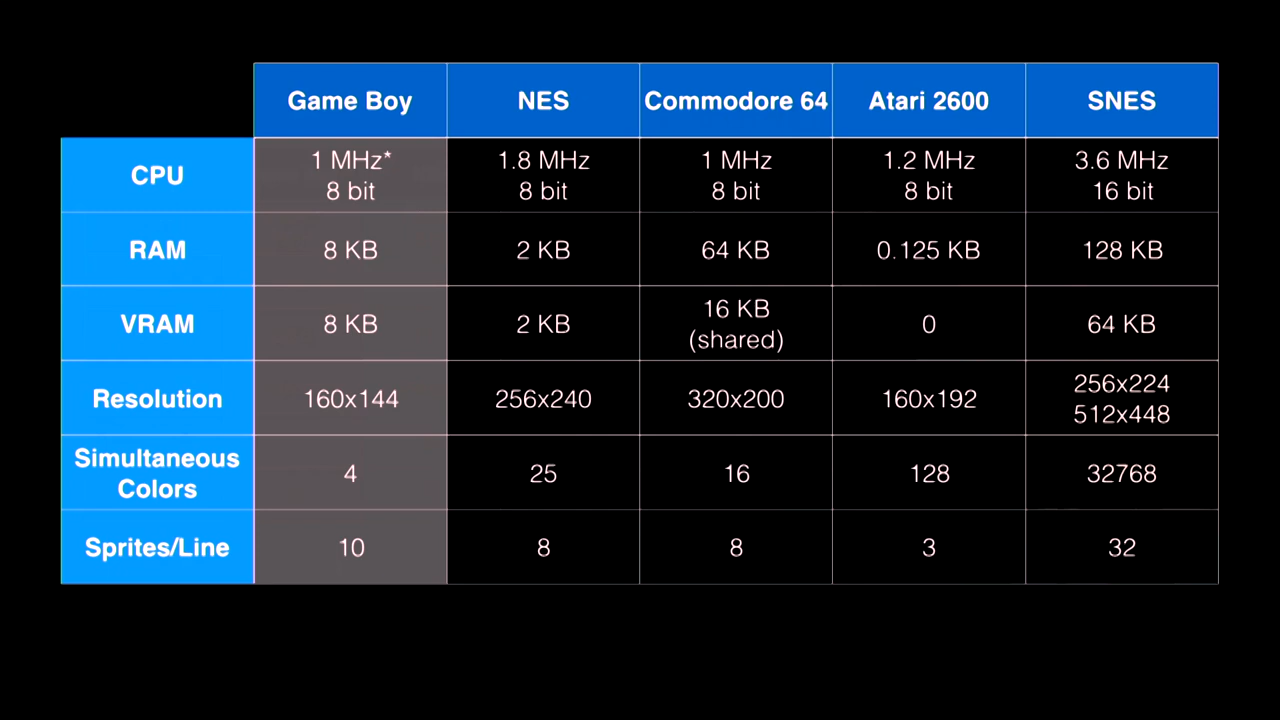 Game Boy NES Commodore 64 Atari 2600 SNES
CPU 1 MHz* 8 bit 1.8 MHz 8 bit 1 MHz 8 bit 1.2 MHz 8 bit 3.6 MHz 16 bit
RAM 8 KB 2 KB 64 KB 0.125 KB 128 KB
VRAM 8 KB 2 KB 16 KB (shared) 0 64 KB
Resolution 160x144 256x240 320x200 160x192 256x224 512x448
Simultaneous Colors 4 25 16 128 32768
Sprites/Line 10 8 8 3 32